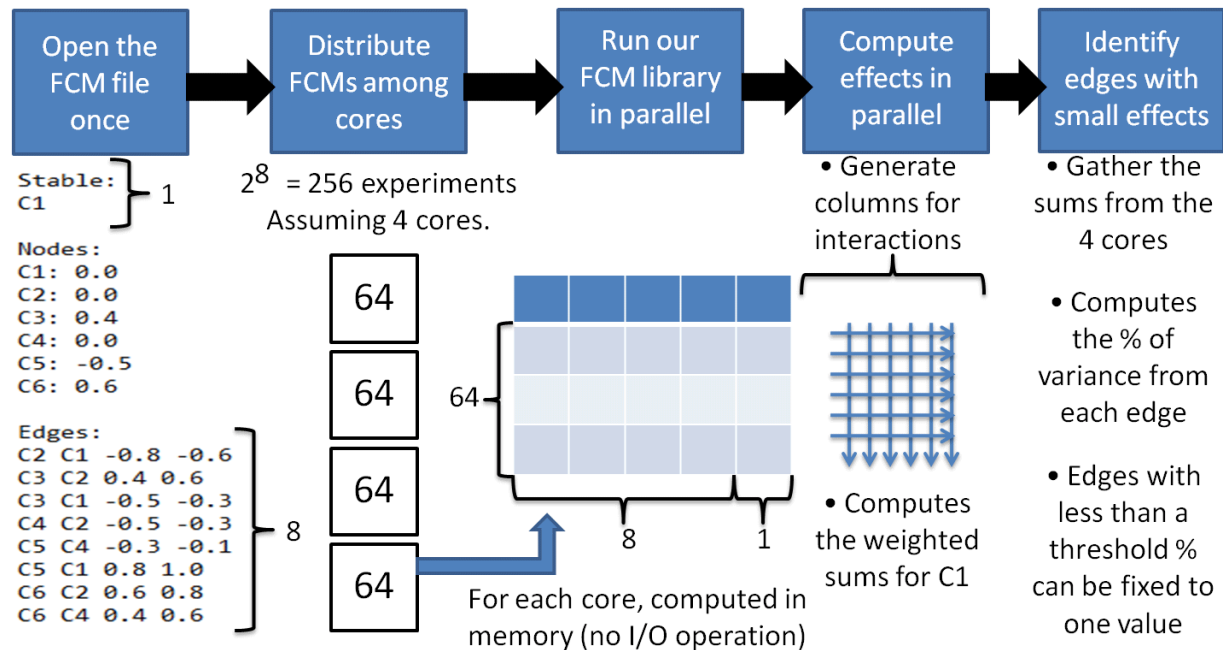 Open the
FCM file
once
Distribute
FCMs among
cores
Run our
FCM library
in parallel
Compute
effects in
parallel
Identify
edges with
small effects
Stable:
C1
1
Nodes:
C1: 0.0
C2: 0.0
C3: 0.4
C4: 0.0
C5: -0.5
C6: 0.6
Edges:
C2 C1 -0.8 -0.6
C3 C2 0.4 0.6
C3 C1 -0.5 -0.3
C4 C2 -0.5 -0.3
C5 C4 -0.3 -0.1
C5 C1 0.8 1.0
C6 C2 0.6 0.8
C6 C4 0.4 0.6
8
2⁸ = 256 experiments
Assuming 4 cores.
64
64
64
64
64
8
1
For each core, computed in
memory (no I/O operation)
• Generate
columns for
interactions
• Computes
the weighted
sums for C1
• Gather the
sums from the
4 cores
• Computes
the % of
variance from
each edge
• Edges with
less than a
threshold %
can be fixed to
one value